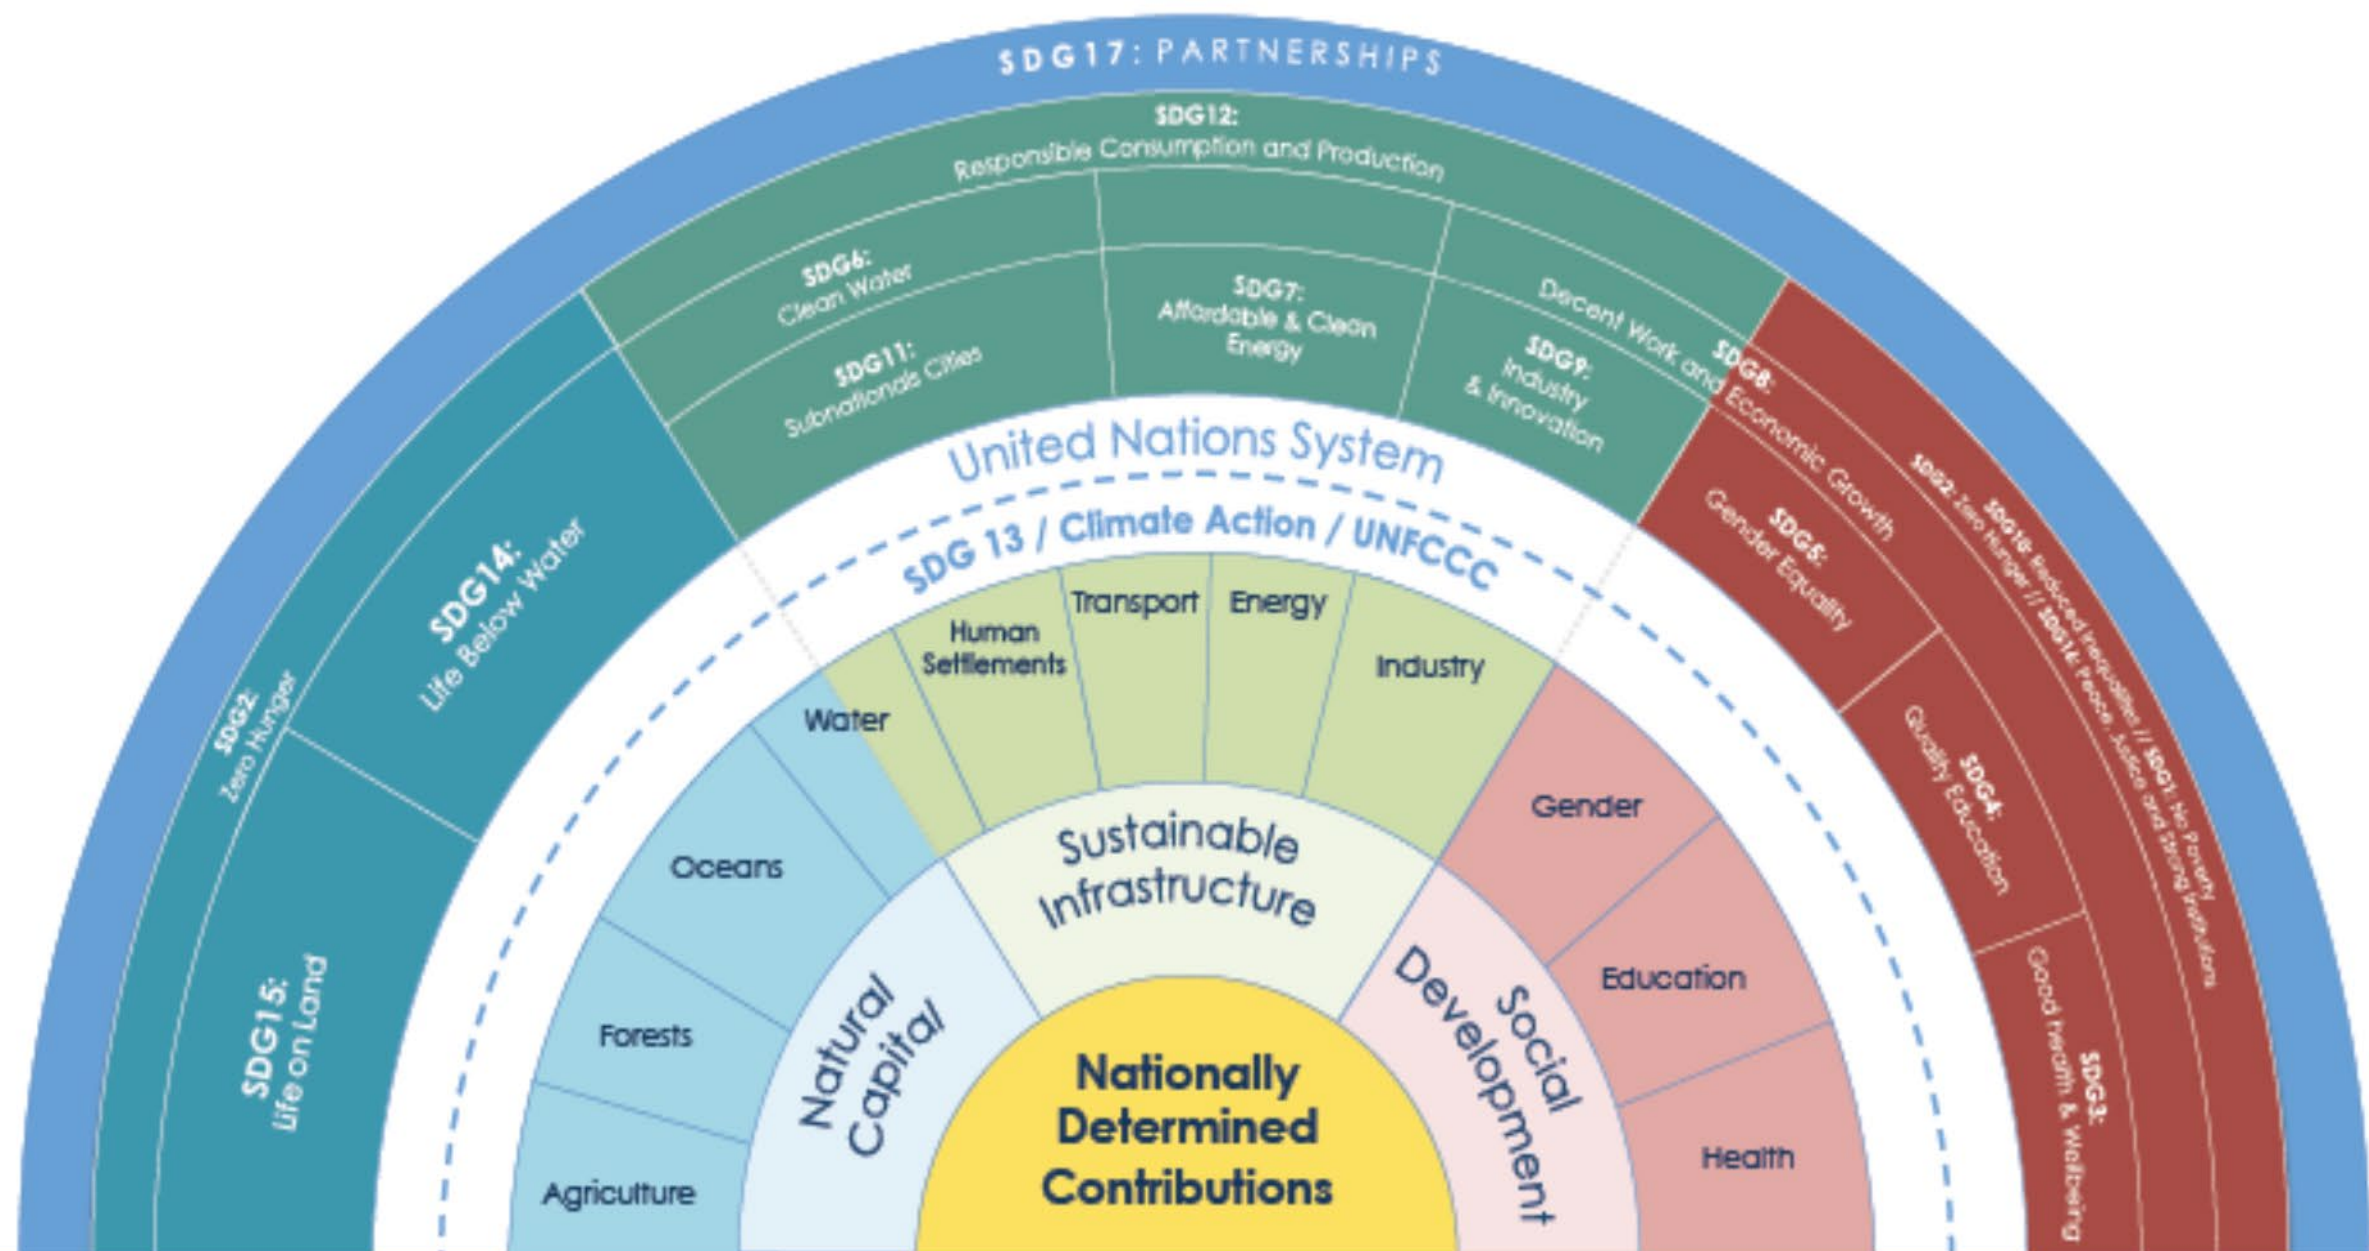 SDG17: PARTNERSHIPS
SDG12:
Responsible Consumption and Production
SDG6:
Clean Water
SDG11:
Subnationals Cities
SDG7:
Affordable & Clean
Energy
SDG8:
Decent Work and Economic Growth
SDG9:
Industry
& Innovation
SDG2:
Zero Hunger
SDG14:
Life Below Water
SDG15:
Life on Land
SDG10: Reduced Inequalities // SDG1: No Poverty
SDG2: Zero Hunger // SDG16: Peace, Justice and Strong Institutions
SDG5:
Gender Equality
SDG4:
Quality Education
SDG3:
Good Health & Wellbeing
United Nations System
SDG 13 / Climate Action / UNFCCC
Water
Human
Settlements
Transport
Energy
Industry
Oceans
Forests
Agriculture
Gender
Education
Health
Natural
Capital
Sustainable
Infrastructure
Social
Development
Nationally
Determined
Contributions